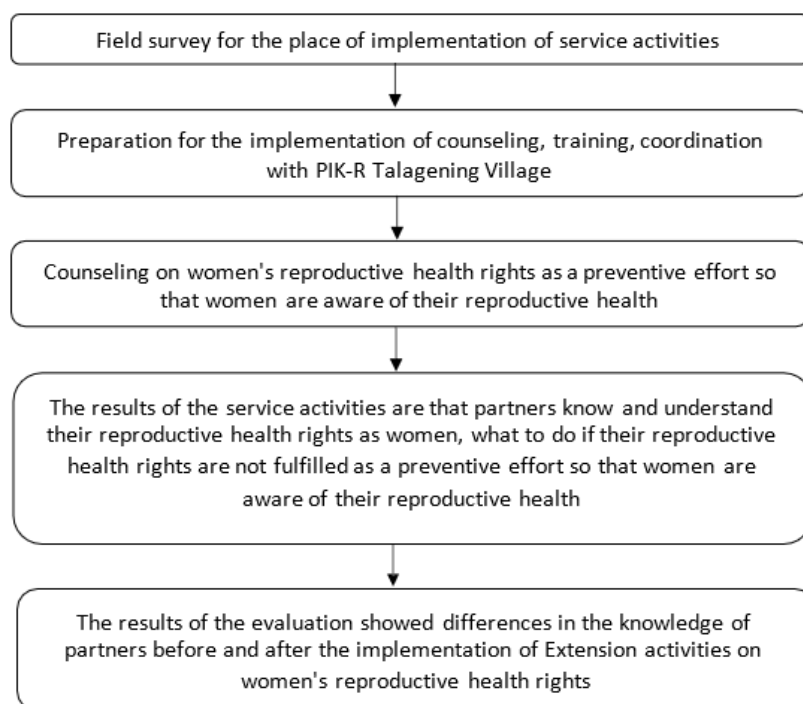 Field survey for the place of implementation of service activities
Preparation for the implementation of counseling, training, coordination
with PIK-R Talagening Village
Counseling on women's reproductive health rights as a preventive effort so
that women are aware of their reproductive health
The results of the service activities are that partners know and understand
their reproductive health rights as women, what to do if their reproductive
health rights are not fulfilled as a preventive effort so that women are
aware of their reproductive health
The results of the evaluation showed differences in the knowledge of
partners before and after the implementation of Extension activities on
women's reproductive health rights